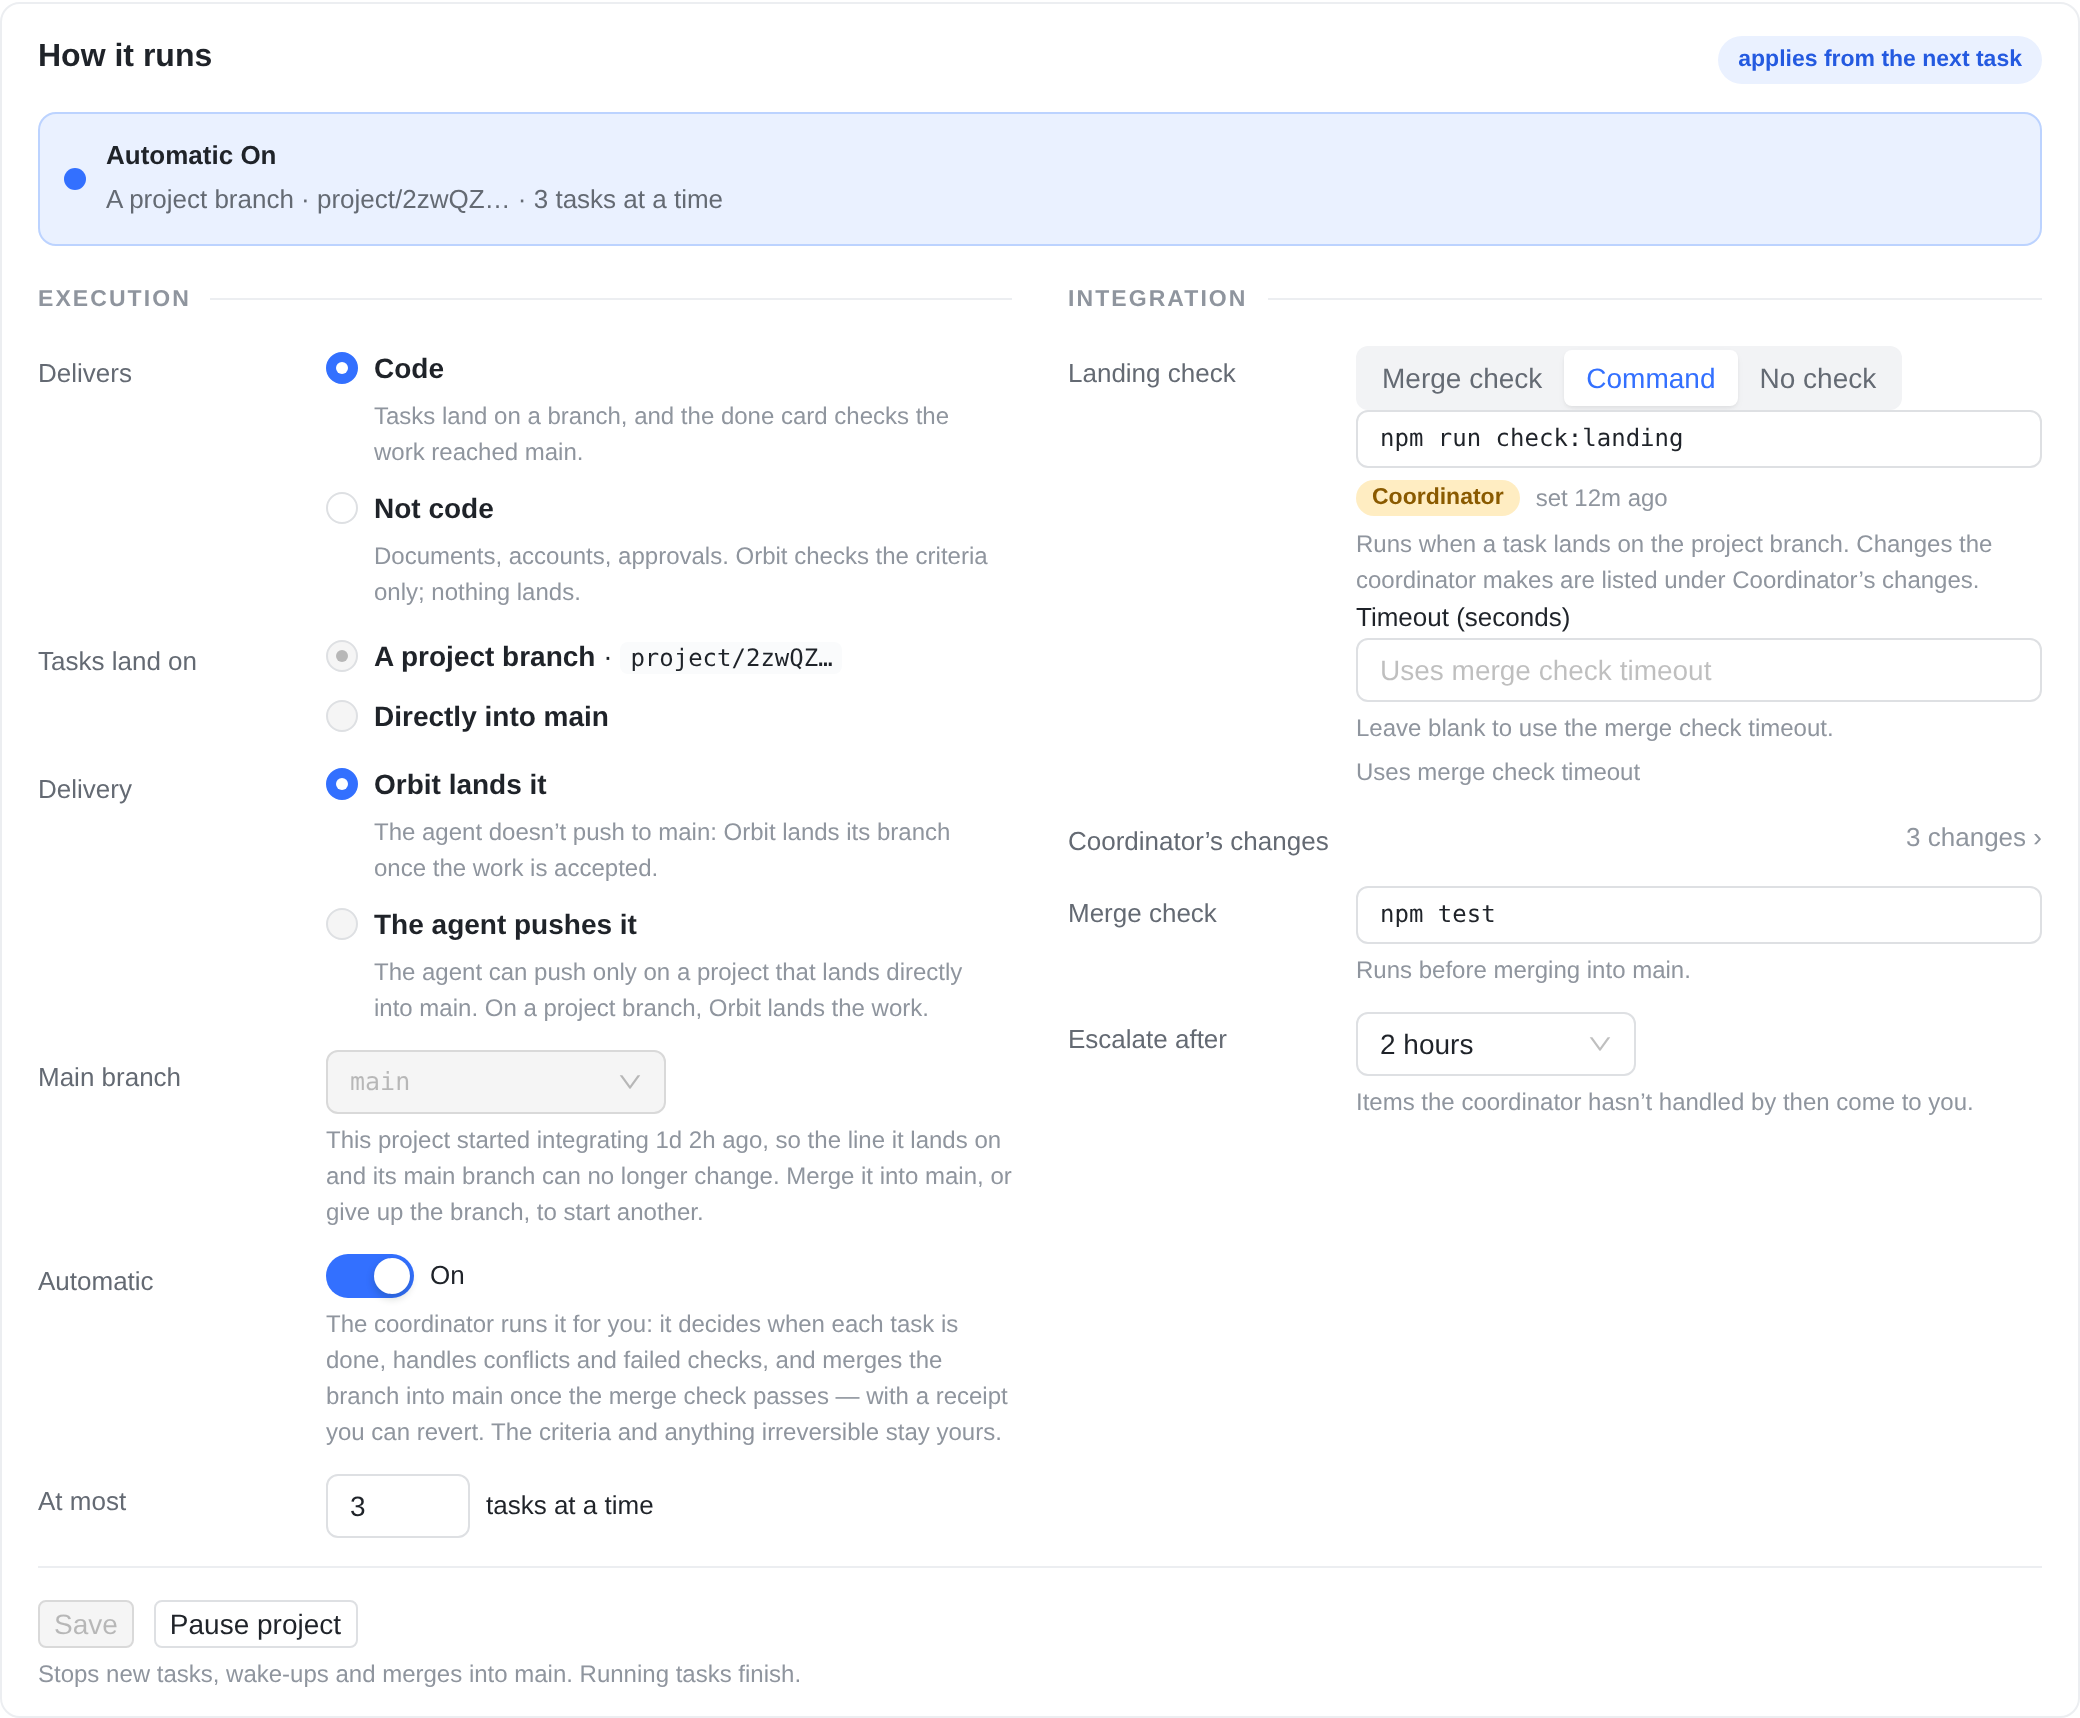 How it runs
applies from the next task
Automatic On
A project branch · project/2zwQZ… · 3 tasks at a time
EXECUTION
Delivers
Code
Tasks land on a branch, and the done card checks the
work reached main.
Not code
Documents, accounts, approvals. Orbit checks the criteria
only; nothing lands.
Tasks land on
A project branch · project/2zwQZ…
Directly into main
Delivery
Orbit lands it
The agent doesn’t push to main: Orbit lands its branch
once the work is accepted.
The agent pushes it
The agent can push only on a project that lands directly
into main. On a project branch, Orbit lands the work.
Main branch
main
This project started integrating 1d 2h ago, so the line it lands on
and its main branch can no longer change. Merge it into main, or
give up the branch, to start another.
Automatic
On
The coordinator runs it for you: it decides when each task is
done, handles conflicts and failed checks, and merges the
branch into main once the merge check passes — with a receipt
you can revert. The criteria and anything irreversible stay yours.
At most
3 tasks at a time
INTEGRATION
Landing check
Merge check Command No check
npm run check:landing
Coordinator set 12m ago
Runs when a task lands on the project branch. Changes the
coordinator makes are listed under Coordinator’s changes.
Timeout (seconds)
Uses merge check timeout
Leave blank to use the merge check timeout.
Uses merge check timeout
Coordinator’s changes
3 changes ›
Merge check
npm test
Runs before merging into main.
Escalate after
2 hours
Items the coordinator hasn’t handled by then come to you.
Save
Pause project
Stops new tasks, wake-ups and merges into main. Running tasks finish.